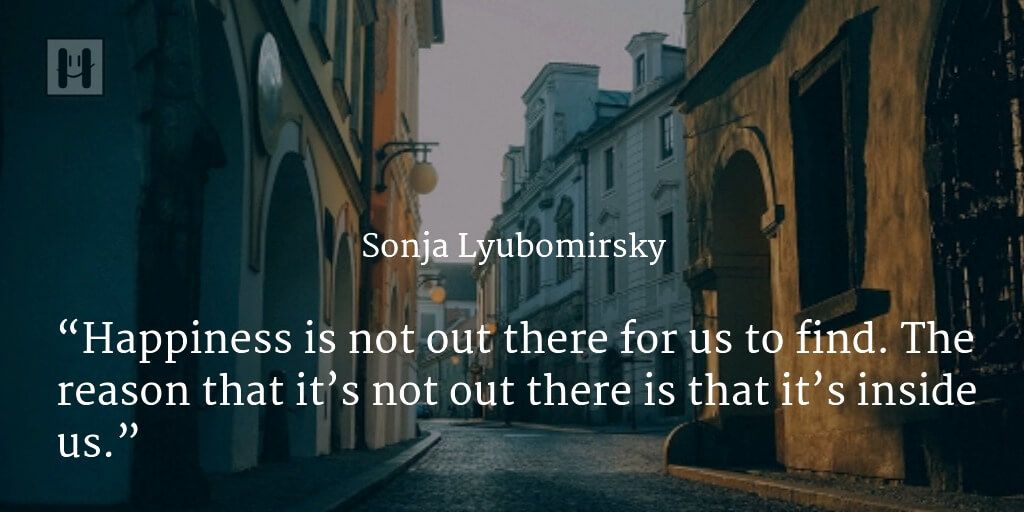 Sonja Lyubomirsky
“Happiness is not out there for us to find. The
reason that it’s not out there is that it’s inside
us.”